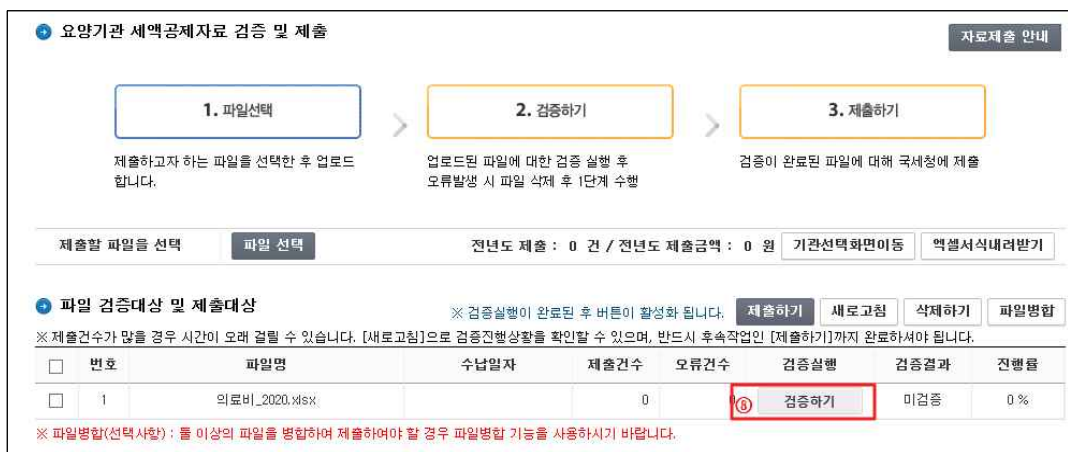 요양기관 세액공제자료 검증 및 제출
자료제출 안내
1. 파일선택
2. 검증하기
3. 제출하기
제출하고자 하는 파일을 선택한 후 업로드
합니다.
업로드된 파일에 대한 검증 실행 후
오류발생 시 파일 삭제 후 1단계 수행
검증이 완료된 파일에 대해 국세청에 제출
제출할 파일을 선택 파일 선택 전년도 제출 : 0 건 / 전년도 제출금액 : 0 원 기관선택화면이동 엑셀서식내려받기
파일 검증대상 및 제출대상 ※ 검증실행이 완료된 후 버튼이 활성화 됩니다. 제출하기 새로고침 삭제하기 파일병합
※ 제출건수가 많을 경우 시간이 오래 걸릴 수 있습니다. [새로고침]으로 검증진행상황을 확인할 수 있으며, 반드시 후속작업인 [제출하기]까지 완료하셔야 됩니다.
번호 파일명 수납일자 제출건수 오류건수 검증실행 검증결과 진행률
1 의료비_2020.xlsx 0 0 ⑧ 검증하기 미검증 0 %
※ 파일병합(선택사항) : 둘 이상의 파일을 병합하여 제출하여야 할 경우 파일병합 기능을 사용하시기 바랍니다.